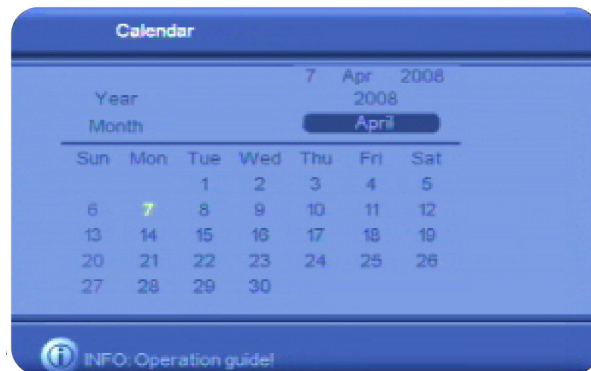 Calendar
7 Apr 2008
Year 2008
Month April
Sun Mon Tue Wed Thu Fri Sat
1 2 3 4 5
6 7 8 9 10 11 12
13 14 15 16 17 18 19
20 21 22 23 24 25 26
27 28 29 30
INFO: Operation guide!